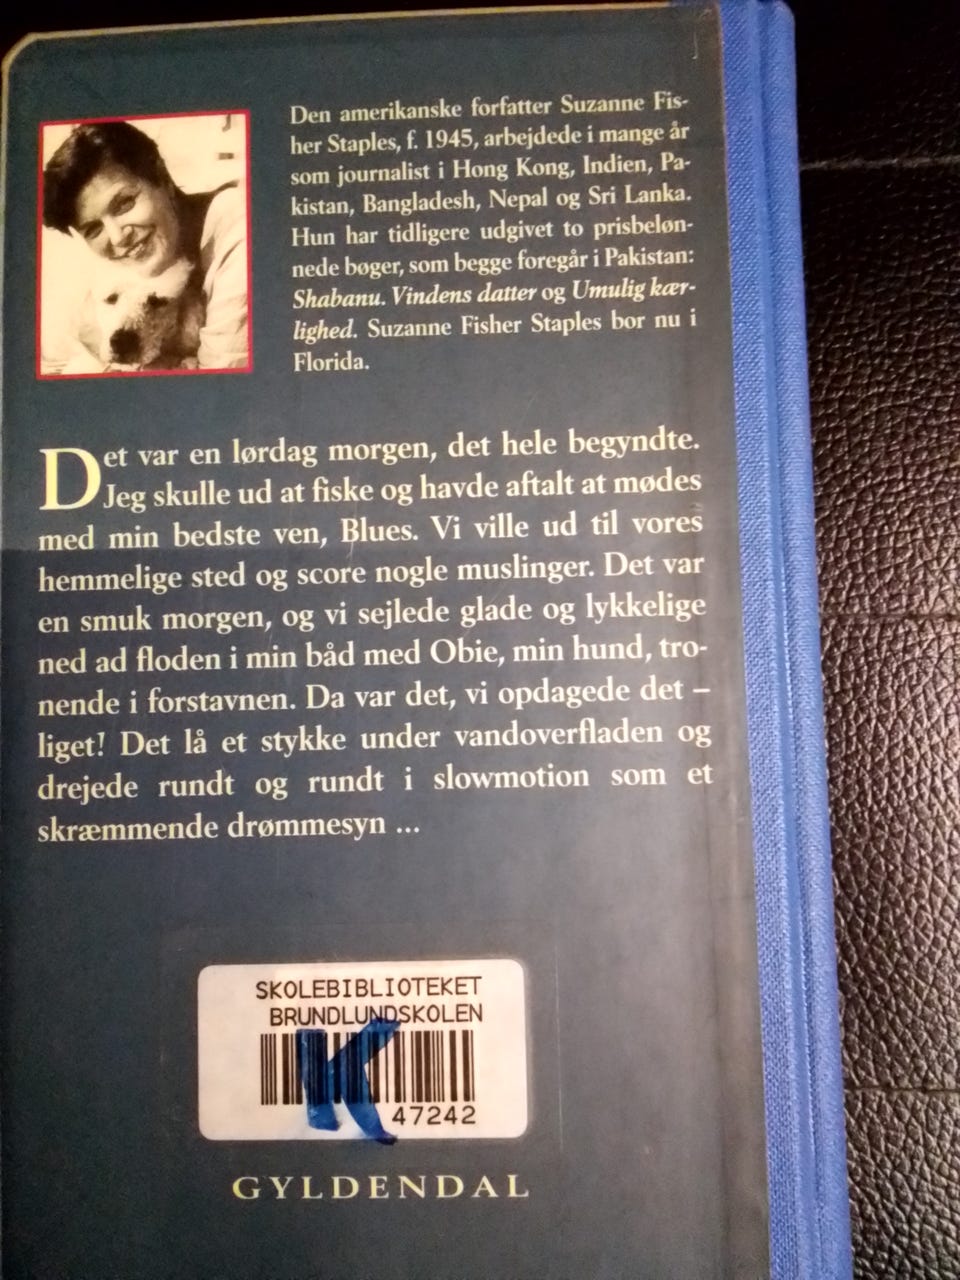 Den amerikanske forfatter Suzanne Fis-
her Staples, f. 1945, arbejdede i mange år
som journalist i Hong Kong, Indien, Pa-
kistan, Bangladesh, Nepal og Sri Lanka.
Hun har tidligere udgivet to prisbeløn-
nede bøger, som begge foregår i Pakistan:
Shabanu. Vindens datter og Umulig kær-
lighed. Suzanne Fisher Staples bor nu i
Florida.
Det var en lørdag morgen, det hele begyndte.
Jeg skulle ud at fiske og havde aftalt at mødes
med min bedste ven, Blues. Vi ville ud til vores
hemmelige sted og score nogle muslinger. Det var
en smuk morgen, og vi sejlede glade og lykkelige
ned ad floden i min båd med Obie, min hund, tro-
nende i forstavnen. Da var det, vi opdagede det –
liget! Det lå et stykke under vandoverfladen og
drejede rundt og rundt i slowmotion som et
skræmmende drømmesyn ...
SKOLEBIBLIOTEKET
BRUNDLUNDSKOLEN
K
47242
GYLDENDAL